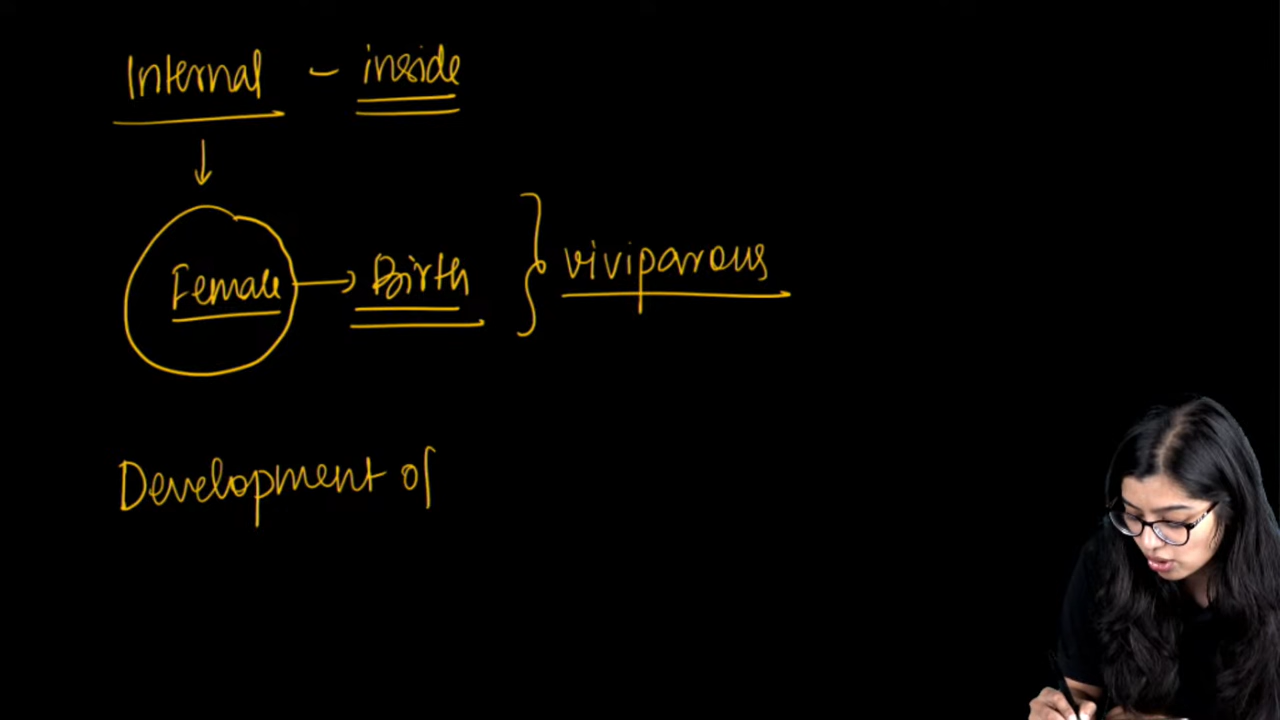 Internal - inside
Female → Birth } viviparous
Development of